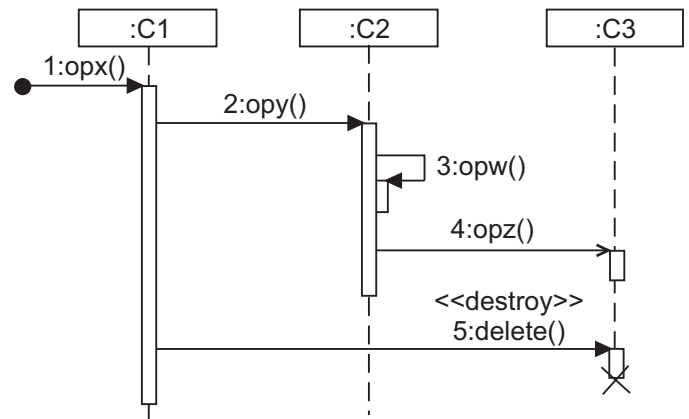 :C1
:C2
:C3
1:opx()
2:opy()
3:opw()
4:opz()
<<destroy>>
5:delete()